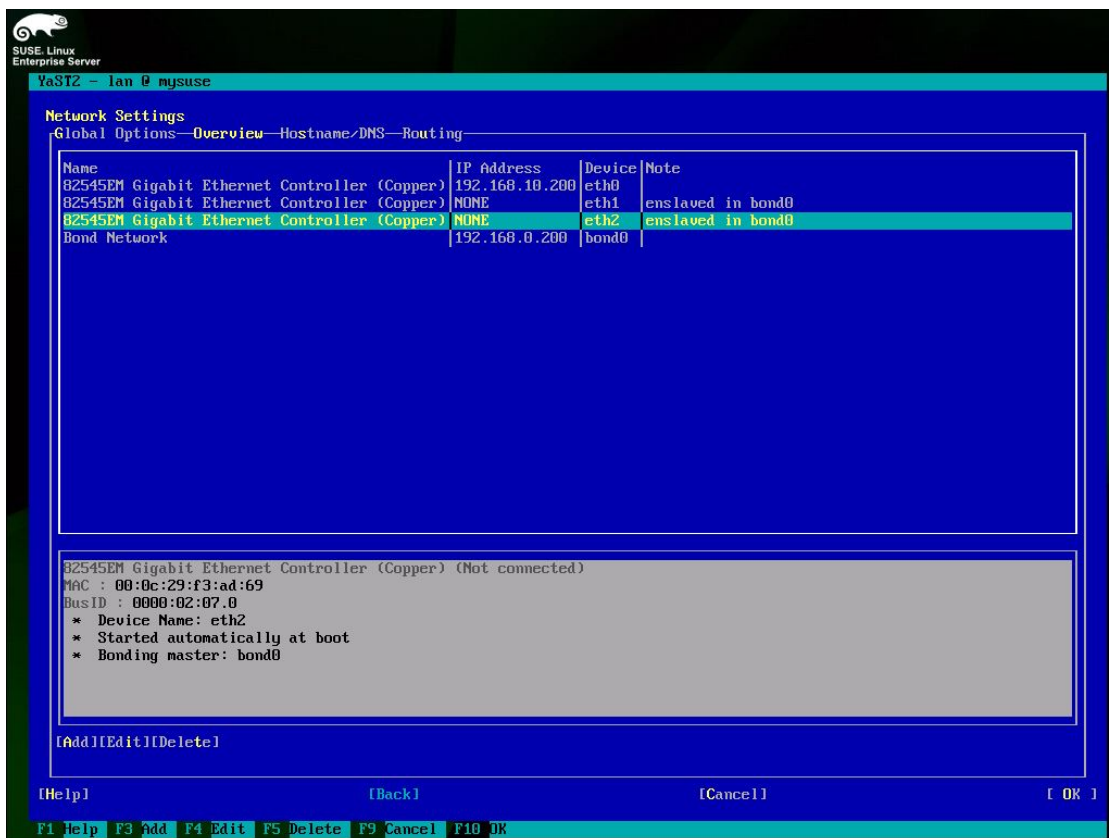 SUSE. Linux
Enterprise Server
YaST2 - lan @ mysuse
Network Settings
Global Options—Overview—Hostname/DNS—Routing
Name |IP Address |Device|Note
82545EM Gigabit Ethernet Controller (Copper)|192.168.10.200|eth0 |
82545EM Gigabit Ethernet Controller (Copper)|NONE |eth1 |enslaved in bond0
82545EM Gigabit Ethernet Controller (Copper)|NONE |eth2 |enslaved in bond0
Bond Network |192.168.0.200 |bond0 |
82545EM Gigabit Ethernet Controller (Copper) (Not connected)
MAC : 00:0c:29:f3:ad:69
BusID : 0000:02:07.0
* Device Name: eth2
* Started automatically at boot
* Bonding master: bond0
[Add][Edit][Delete]
[Help] [Back] [Cancel] [ OK ]
F1 Help F3 Add F4 Edit F5 Delete F9 Cancel F10 OK